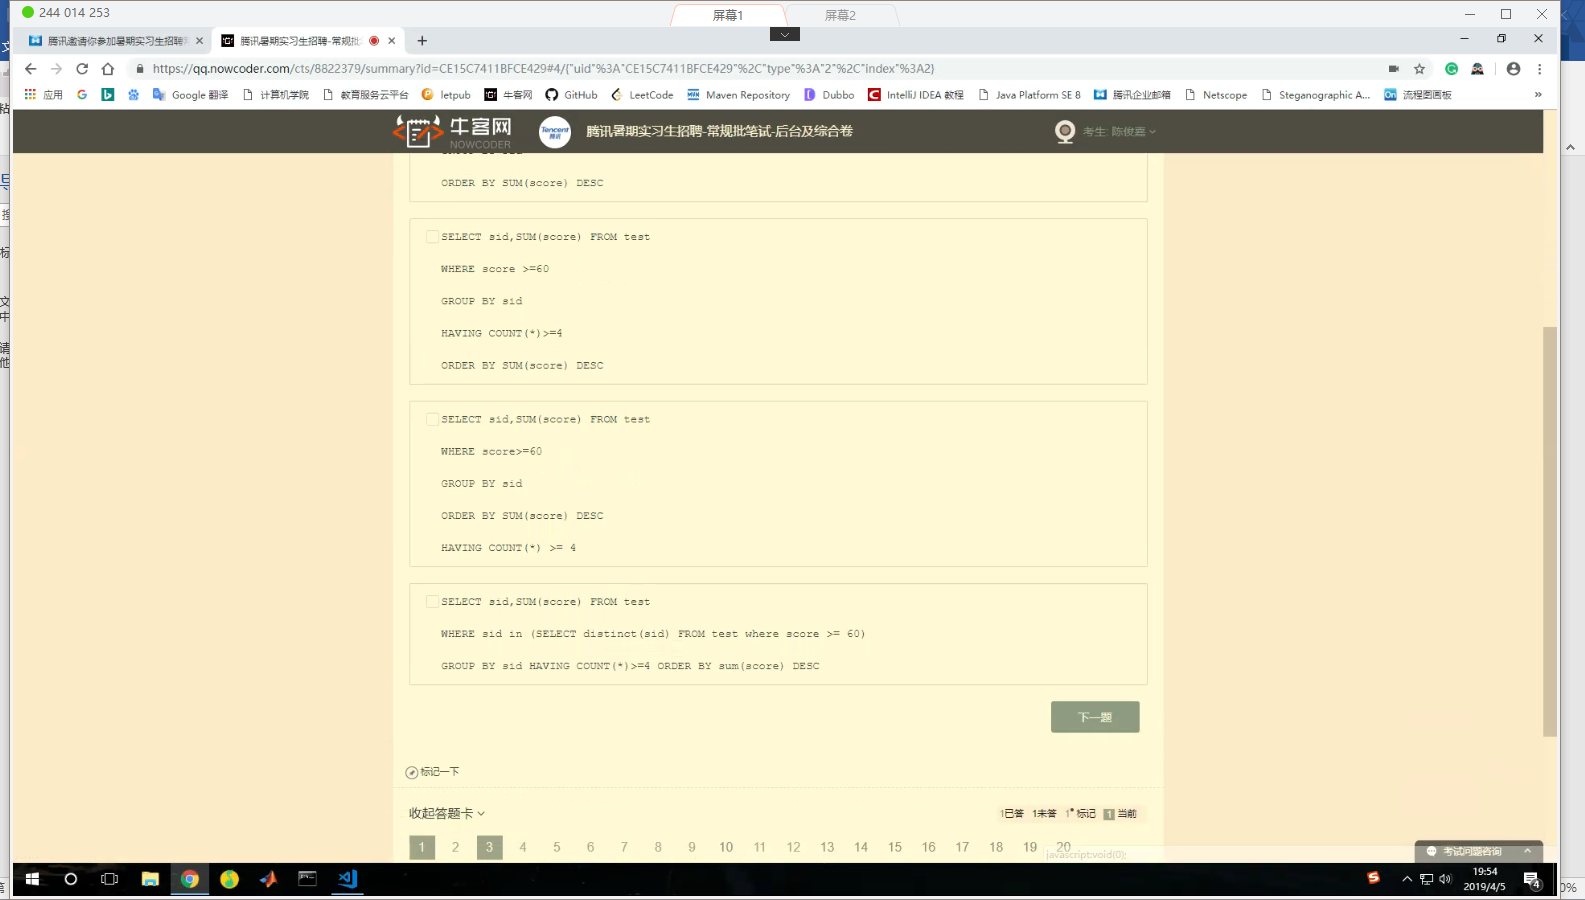 244 014 253
屏幕1
屏幕2
腾讯邀请你参加暑期实习生招聘
腾讯暑期实习生招聘-常规批
https://qq.nowcoder.com/cts/8822379/summary?id=CE15C7411BFCE429#4/{"uid"%3A"CE15C7411BFCE429"%2C"type"%3A"2"%2C"index"%3A2}
应用
Google 翻译
计算机学院
教育服务云平台
letpub
牛客网
GitHub
LeetCode
Maven Repository
Dubbo
IntelliJ IDEA 教程
Java Platform SE 8
腾讯企业邮箱
Netscope
Steganographic A...
流程图画板
»
牛客网
NOWCODER
Tencent
腾讯
腾讯暑期实习生招聘-常规批笔试-后台及综合卷
考生: 陈俊嘉
ORDER BY SUM(score) DESC
SELECT sid,SUM(score) FROM test
WHERE score >=60
GROUP BY sid
HAVING COUNT(*)>=4
ORDER BY SUM(score) DESC
SELECT sid,SUM(score) FROM test
WHERE score>=60
GROUP BY sid
ORDER BY SUM(score) DESC
HAVING COUNT(*) >= 4
SELECT sid,SUM(score) FROM test
WHERE sid in (SELECT distinct(sid) FROM test where score >= 60)
GROUP BY sid HAVING COUNT(*)>=4 ORDER BY sum(score) DESC
下一题
标记一下
收起答题卡
1已答 1未答 1标记 1 当前
1 2 3 4 5 6 7 8 9 10 11 12 13 14 15 16 17 18 19 20
javascript:void(0);
考试问题咨询
19:54
2019/4/5
4
0%